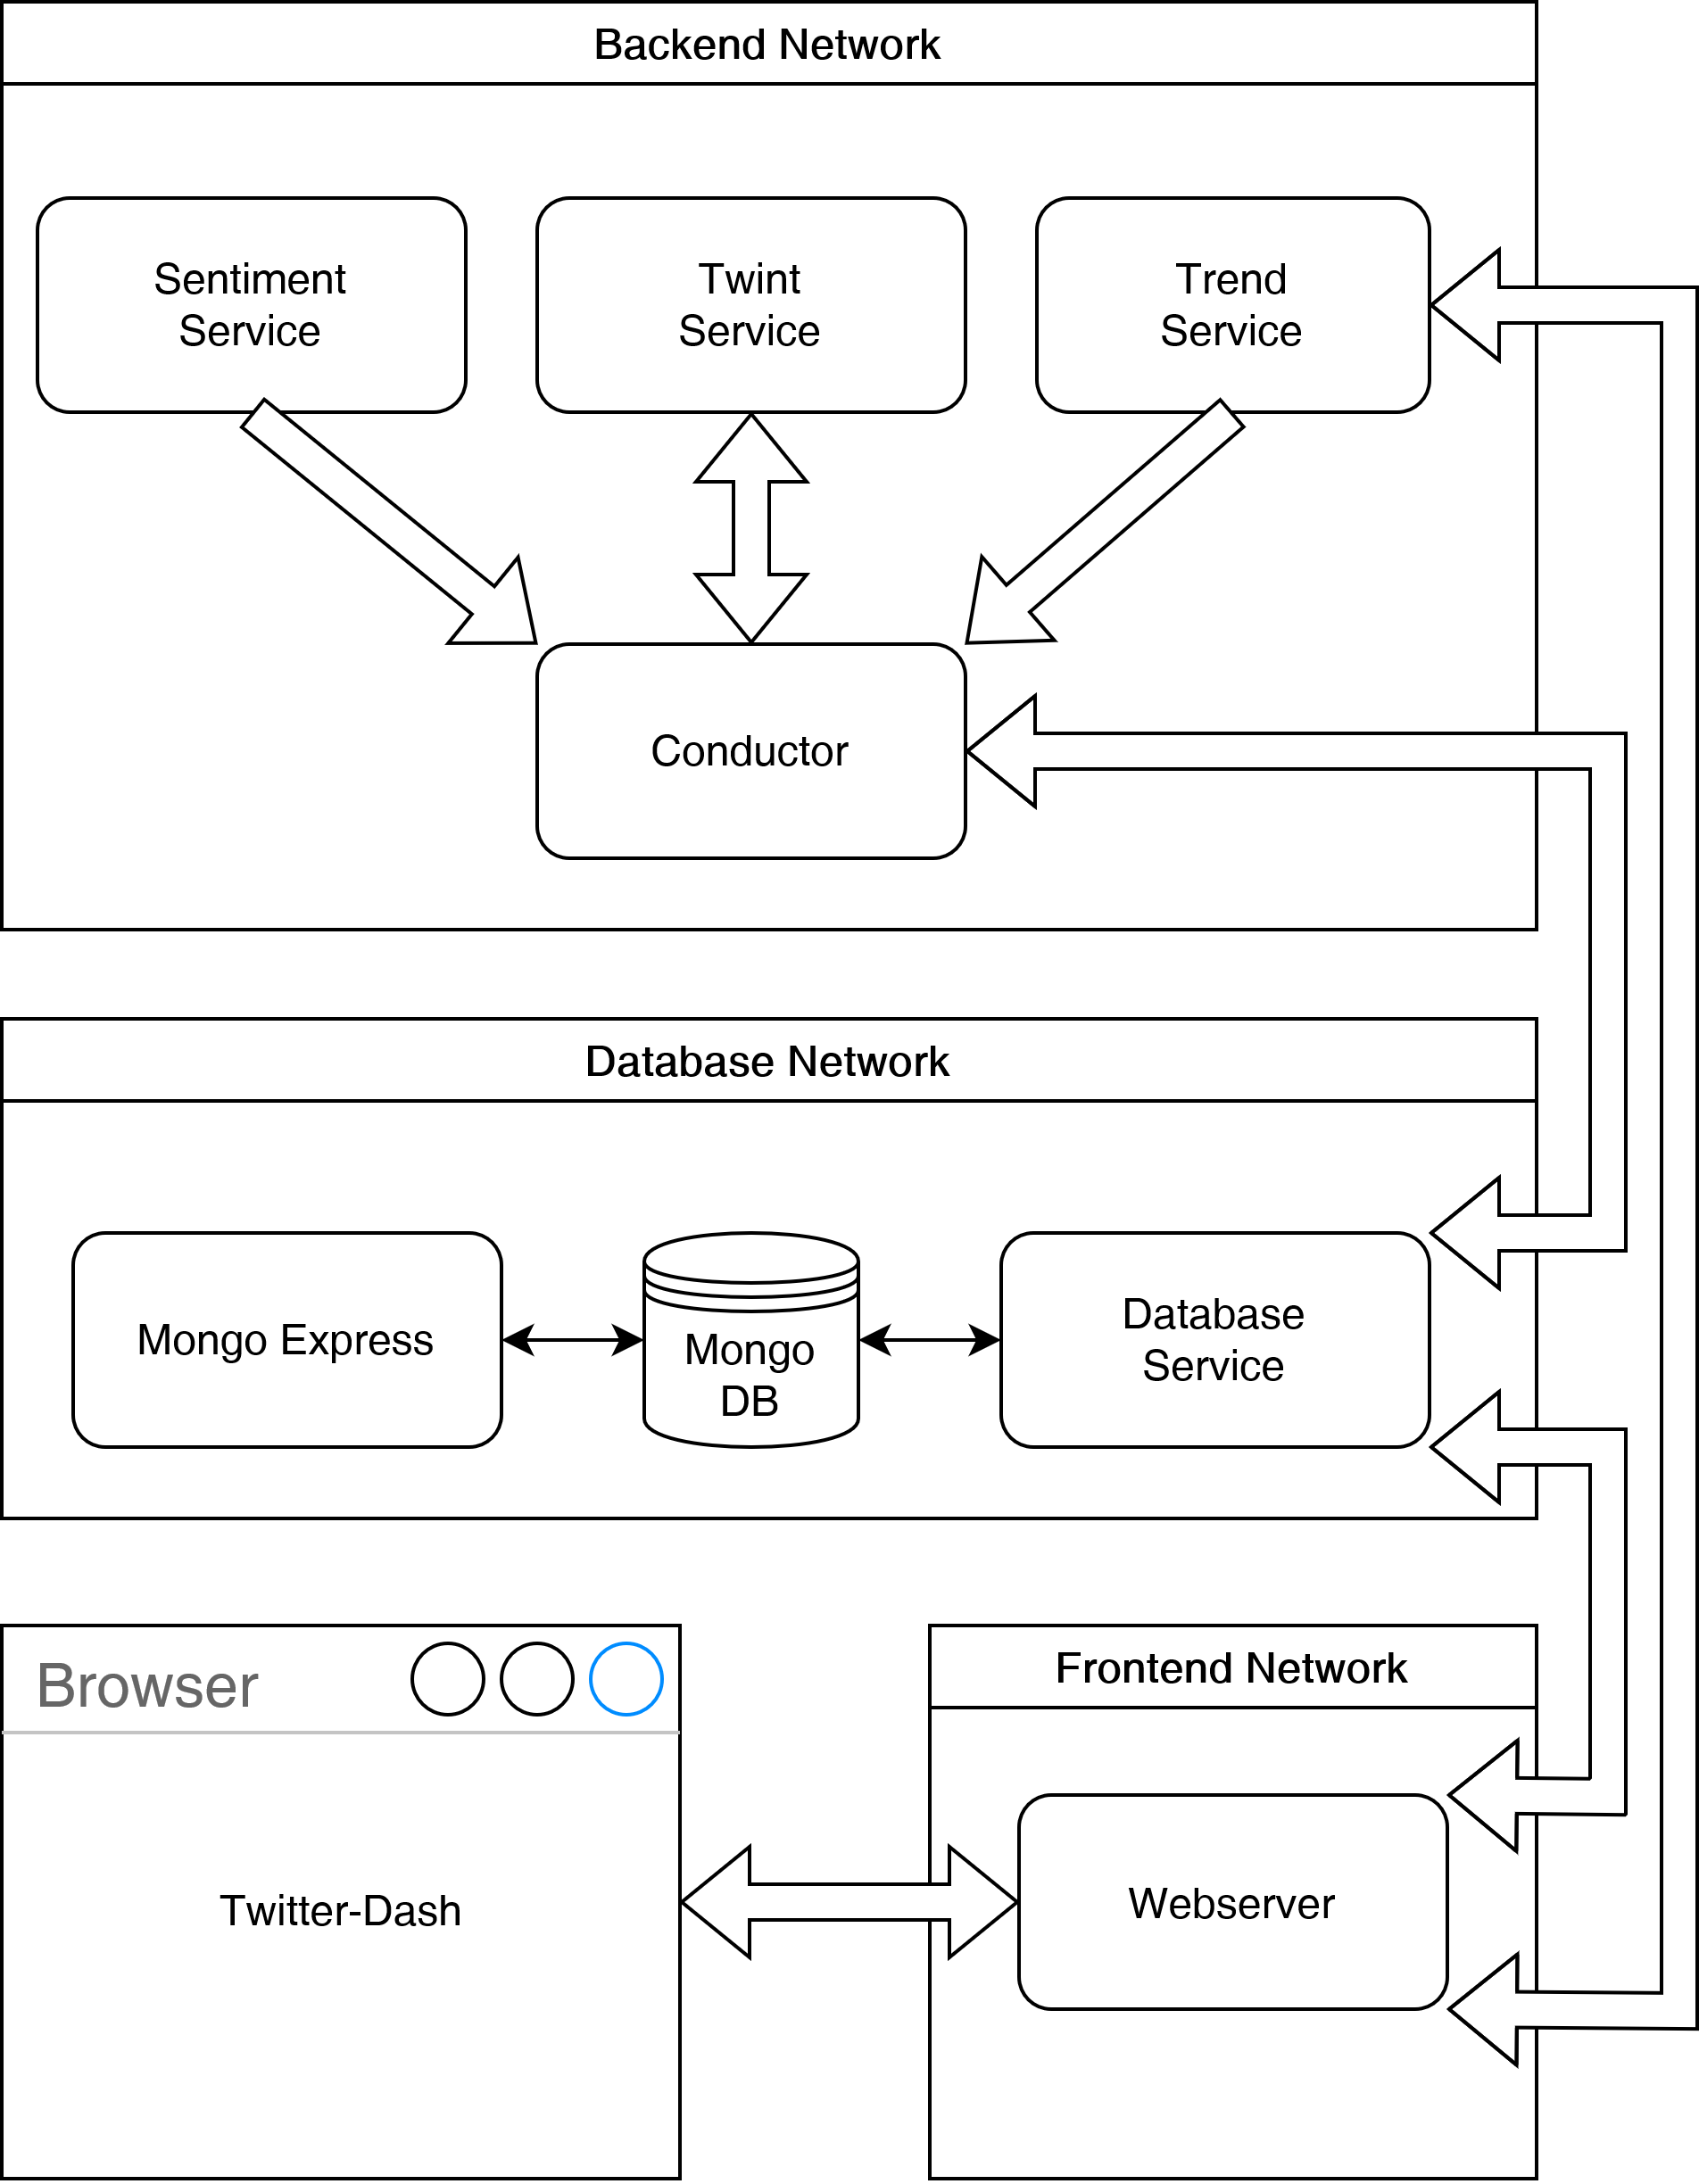 Backend Network
Sentiment
Service
Twint
Service
Trend
Service
Conductor
Database Network
Mongo Express
Mongo
DB
Database
Service
Browser
Twitter-Dash
Frontend Network
Webserver